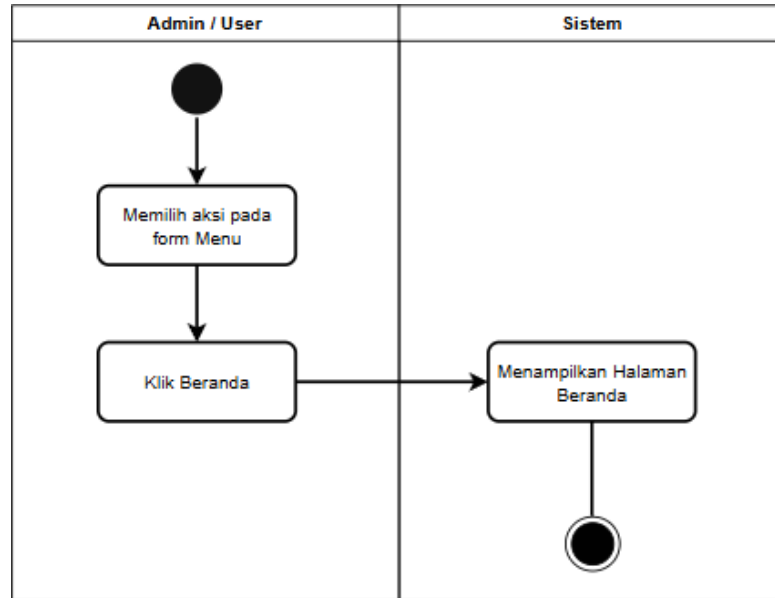 Admin / User
Sistem
Memilih aksi pada
form Menu
Klik Beranda
Menampilkan Halaman
Beranda